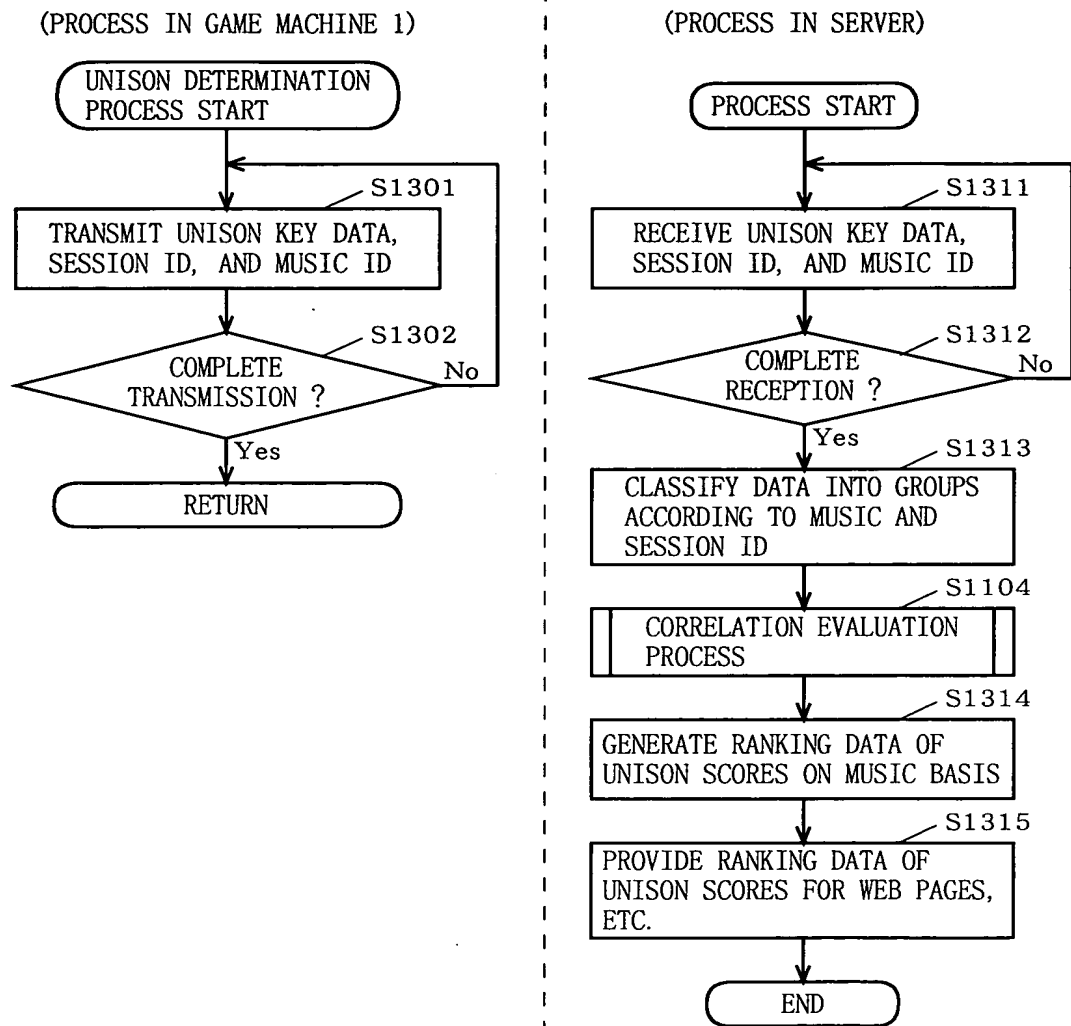 (PROCESS IN GAME MACHINE 1)
UNISON DETERMINATION
PROCESS START
S1301
TRANSMIT UNISON KEY DATA,
SESSION ID, AND MUSIC ID
S1302
COMPLETE
TRANSMISSION ?
No
Yes
RETURN
(PROCESS IN SERVER)
PROCESS START
S1311
RECEIVE UNISON KEY DATA,
SESSION ID, AND MUSIC ID
S1312
COMPLETE
RECEPTION ?
No
Yes
S1313
CLASSIFY DATA INTO GROUPS
ACCORDING TO MUSIC AND
SESSION ID
S1104
CORRELATION EVALUATION
PROCESS
S1314
GENERATE RANKING DATA OF
UNISON SCORES ON MUSIC BASIS
S1315
PROVIDE RANKING DATA OF
UNISON SCORES FOR WEB PAGES,
ETC.
END